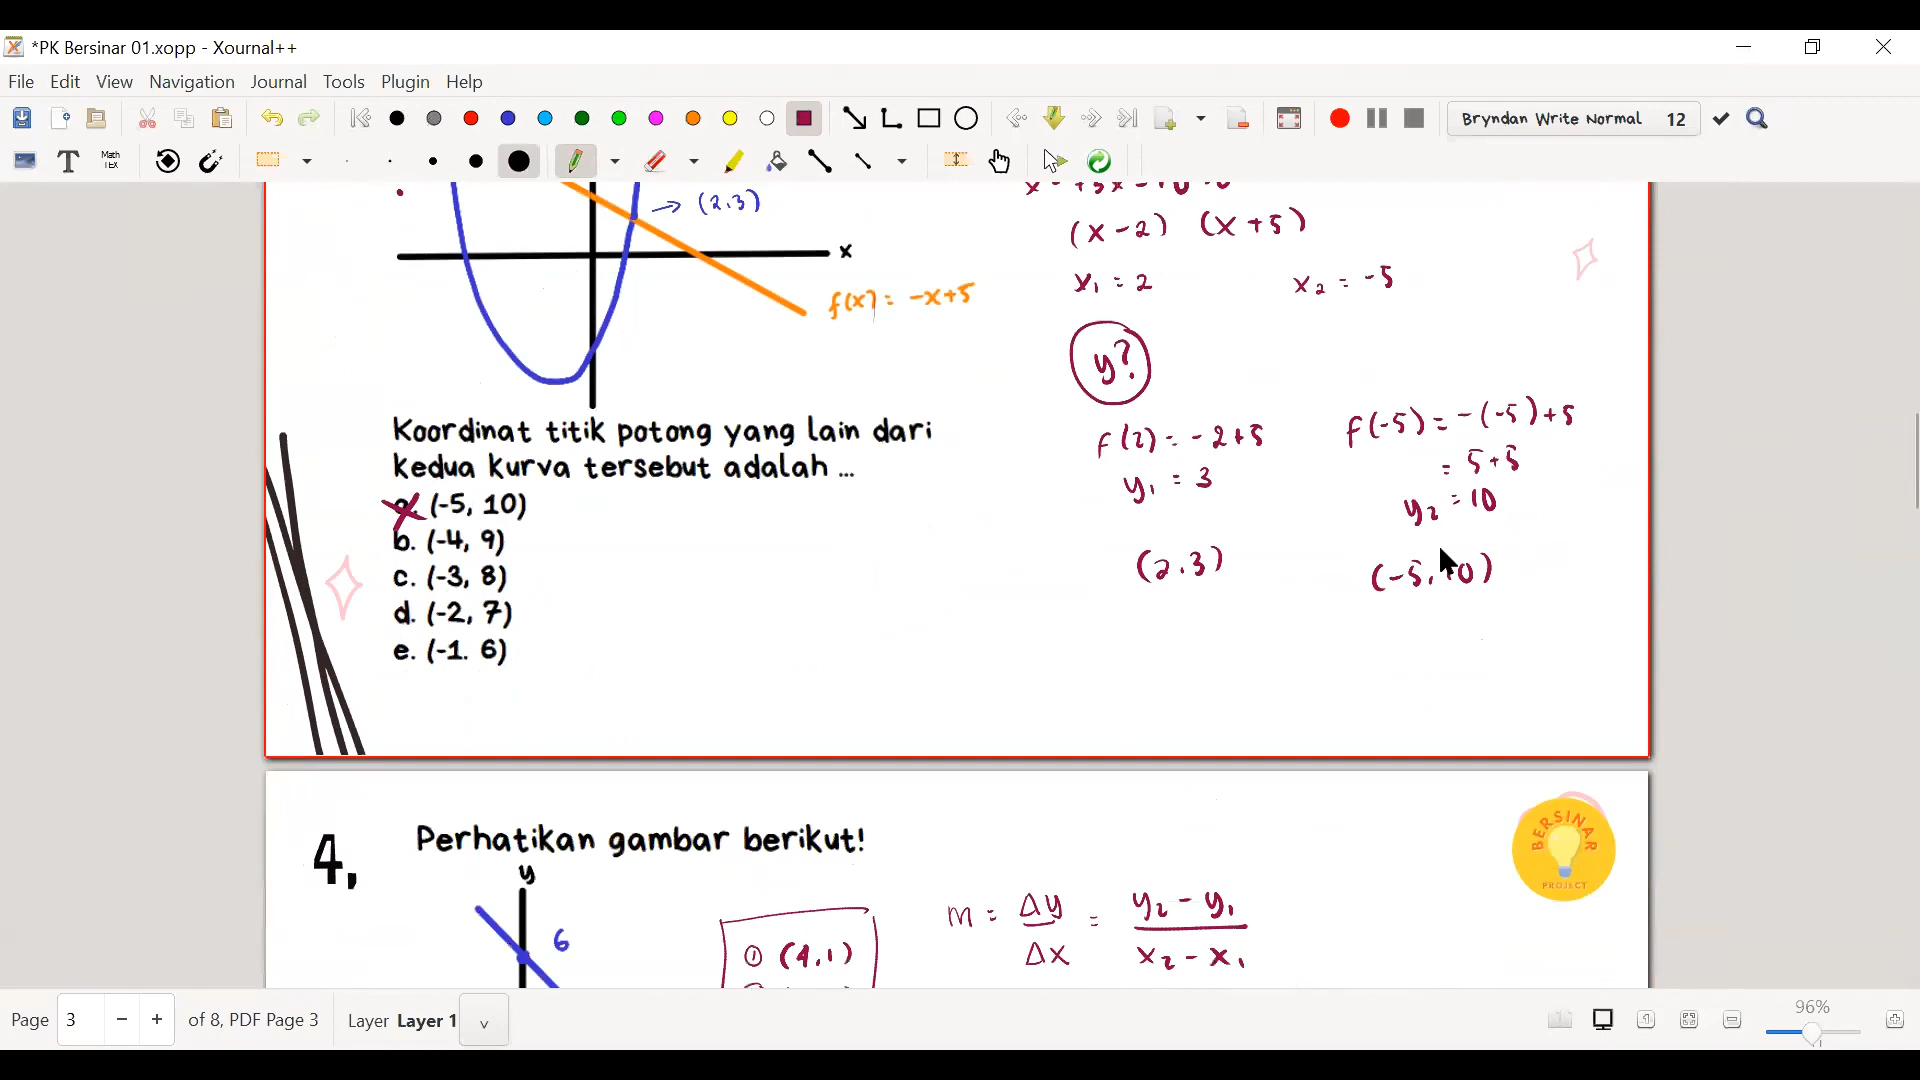 *PK Bersinar 01.xopp - Xournal++
File Edit View Navigation Journal Tools Plugin Help
Bryndan Write Normal 12
T Math TEX
→ (2,3)
x
f(x) = -x+5
(x-2) (x+5)
x₁ = 2 x₂ = -5
y?
f(2) = -2+5
y₁ = 3
(2,3)
f(-5) = -(-5)+5
= 5+5
y₂ = 10
(-5, 10)
Koordinat titik potong yang lain dari
kedua kurva tersebut adalah ...
a. (-5, 10)
b. (-4, 9)
c. (-3, 8)
d. (-2, 7)
e. (-1. 6)
4,
Perhatikan gambar berikut!
y
6
① (4,1)
m = Δy/Δx = y₂ - y₁/x₂ - x₁
BERSINAR
PROJECT
Page 3 of 8, PDF Page 3 Layer Layer 1
96%